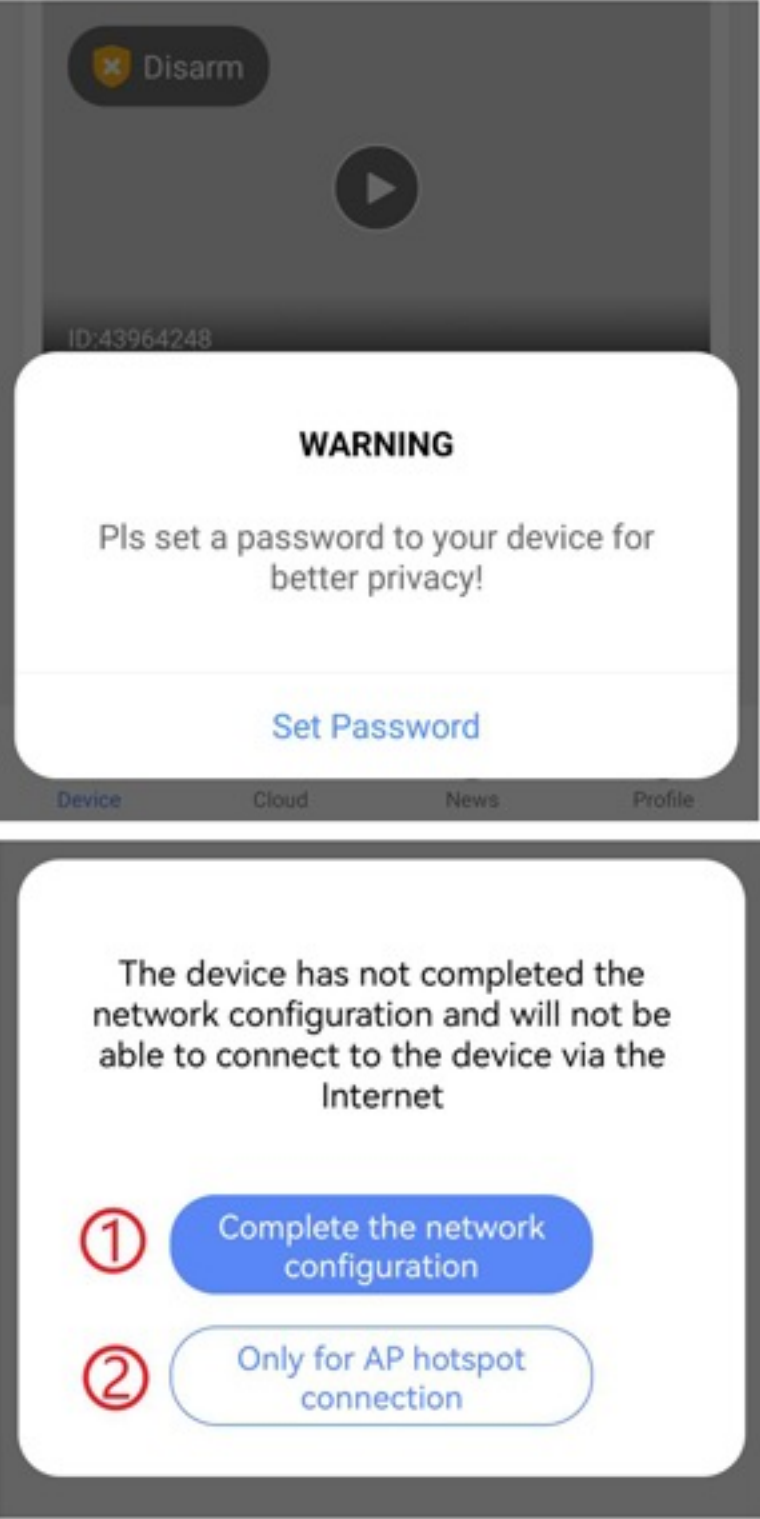 Disarm
ID:43964248
WARNING
Pls set a password to your device for
better privacy!
Set Password
Device Cloud News Profile
The device has not completed the
network configuration and will not be
able to connect to the device via the
Internet
① Complete the network
configuration
② Only for AP hotspot
connection